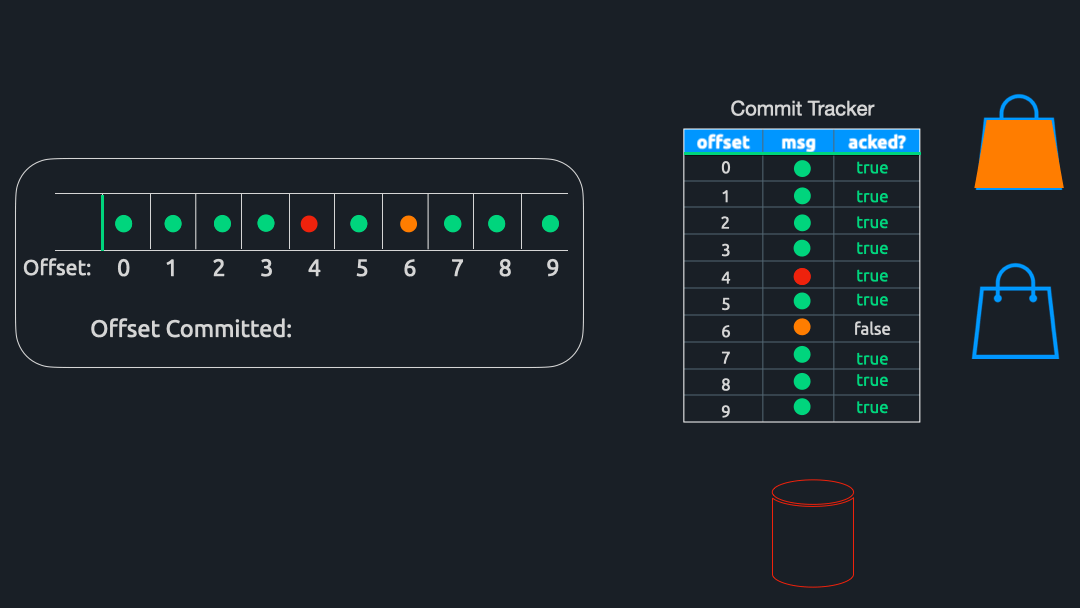 Offset: 0 1 2 3 4 5 6 7 8 9
Offset Committed:
Commit Tracker
offset msg acked?
0 true
1 true
2 true
3 true
4 true
5 true
6 false
7 true
8 true
9 true